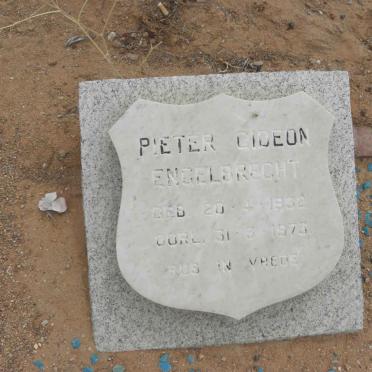 PIETER GIDEON
ENGELBRECHT
GEB 20 4 1932
OORL. 31 3 1973
RUS IN VREDE